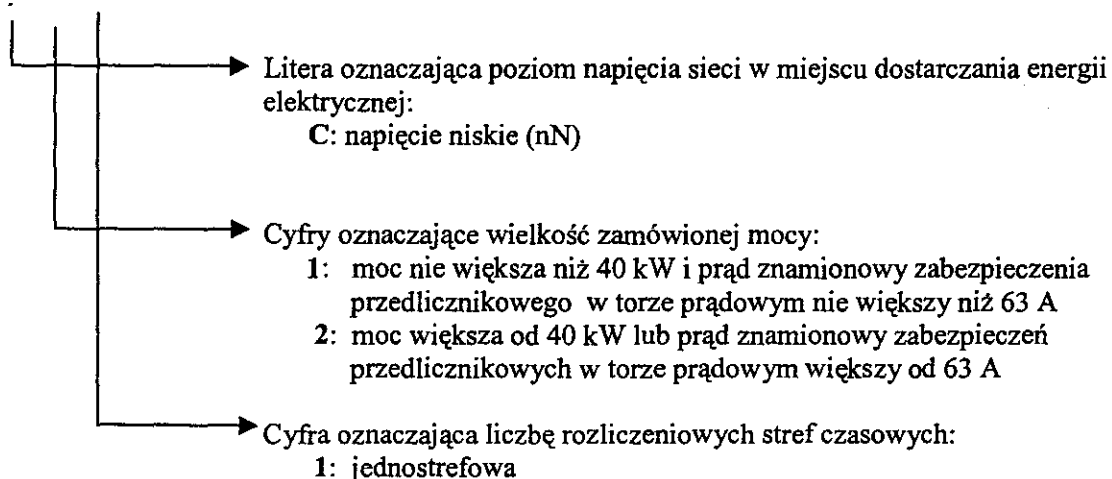 Litera oznaczająca poziom napięcia sieci w miejscu dostarczania energii
elektrycznej:
C: napięcie niskie (nN)
Cyfry oznaczające wielkość zamówionej mocy:
1: moc nie większa niż 40 kW i prąd znamionowy zabezpieczenia
przedlicznikowego w torze prądowym nie większy niż 63 A
2: moc większa od 40 kW lub prąd znamionowy zabezpieczeń
przedlicznikowych w torze prądowym większy od 63 A
Cyfra oznaczająca liczbę rozliczeniowych stref czasowych:
1: jednostrefowa